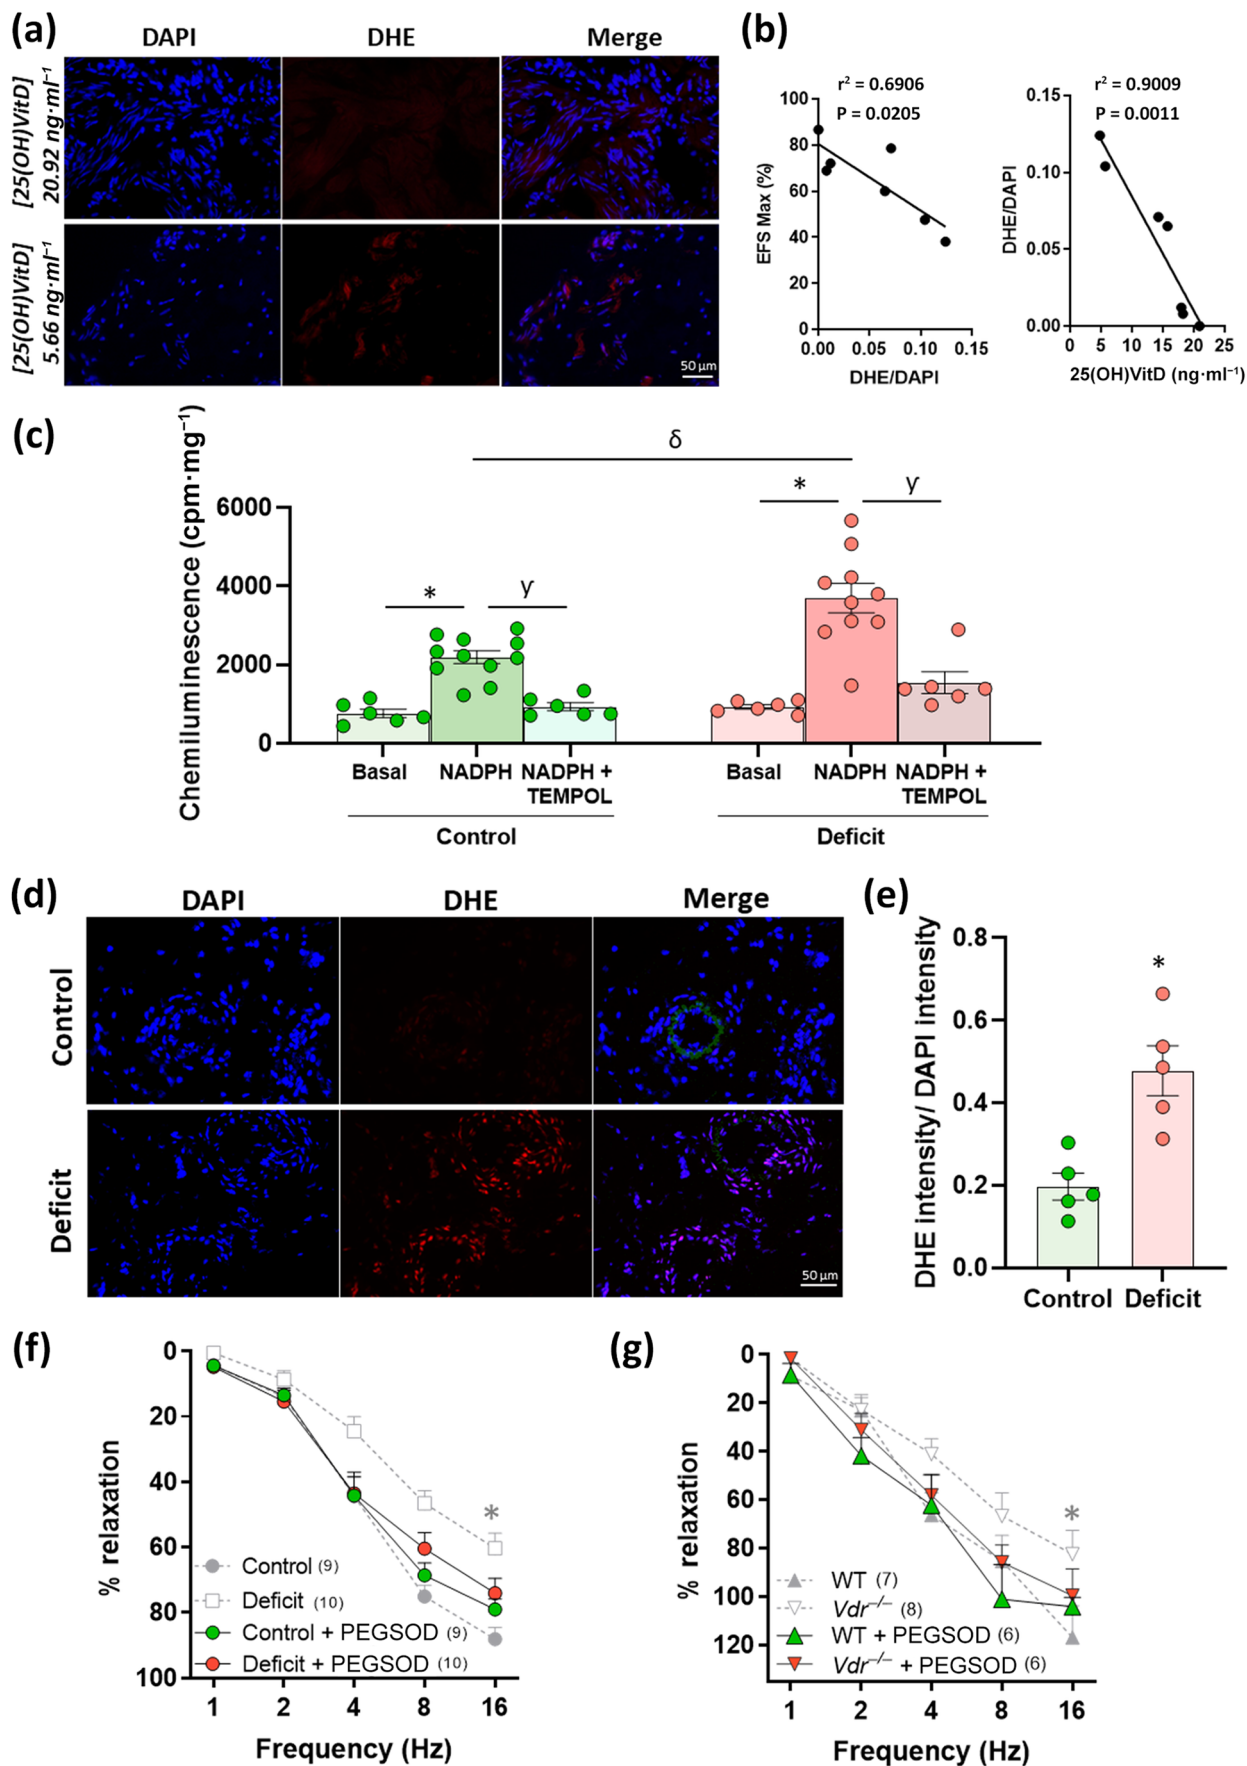 (a)
DAPI
DHE
Merge
[25(OH)VitD]
20.92 ng·ml⁻¹
[25(OH)VitD]
5.66 ng·ml⁻¹
50 µm
(b)
r² = 0.6906
P = 0.0205
EFS Max (%)
100
80
60
40
20
0
0.00
0.05
0.10
0.15
DHE/DAPI
r² = 0.9009
P = 0.0011
DHE/DAPI
0.15
0.10
0.05
0.00
0
5
10
15
20
25
25(OH)VitD (ng·ml⁻¹)
(c)
Chemiluminescence (cpm·mg⁻¹)
6000
4000
2000
0
δ
*
γ
*
γ
Basal
NADPH
NADPH +
TEMPOL
Control
Basal
NADPH
NADPH +
TEMPOL
Deficit
(d)
DAPI
DHE
Merge
Control
Deficit
50 µm
(e)
DHE intensity/ DAPI intensity
0.8
0.6
0.4
0.2
0.0
*
Control
Deficit
(f)
% relaxation
0
20
40
60
80
100
*
Control (9)
Deficit (10)
Control + PEGSOD (9)
Deficit + PEGSOD (10)
1
2
4
8
16
Frequency (Hz)
(g)
% relaxation
0
20
40
60
80
100
120
*
WT (7)
Vdr⁻/⁻ (8)
WT + PEGSOD (6)
Vdr⁻/⁻ + PEGSOD (6)
1
2
4
8
16
Frequency (Hz)